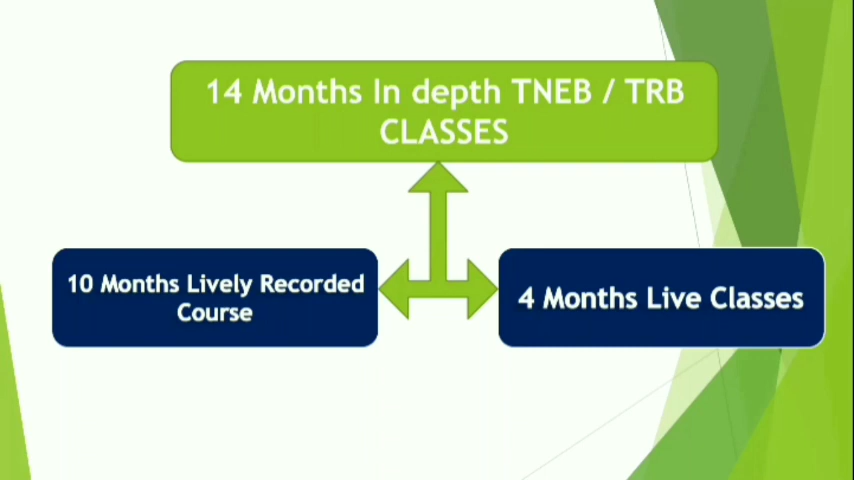 14 Months In depth TNEB / TRB
CLASSES
10 Months Lively Recorded
Course
4 Months Live Classes